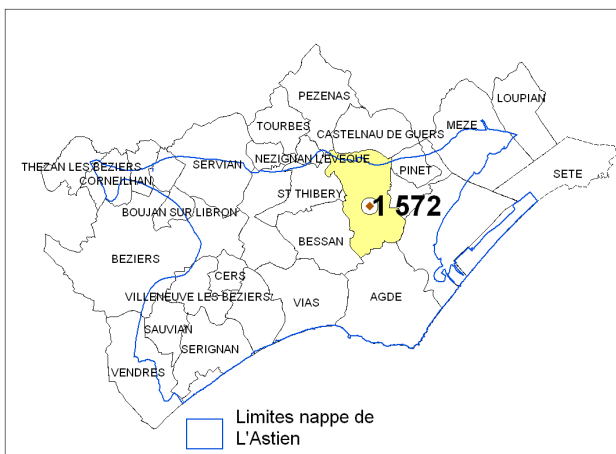 LOUPIAN
PEZENAS
MEZE
TOURBES
CASTELNAU DE GUERS
NEZIGNAN L'EVEQUE
SERVIAN
THEZAN LES BEZIERS
PINET
SETE
CORNEILHAN
ST THIBERY
1 572
BOUJAN SUR LIBRON
BESSAN
BEZIERS
CERS
VILLENEUVE LES BEZIERS
VIAS
AGDE
SAUVIAN
SERIGNAN
VENDRES
Limites nappe de
L'Astien